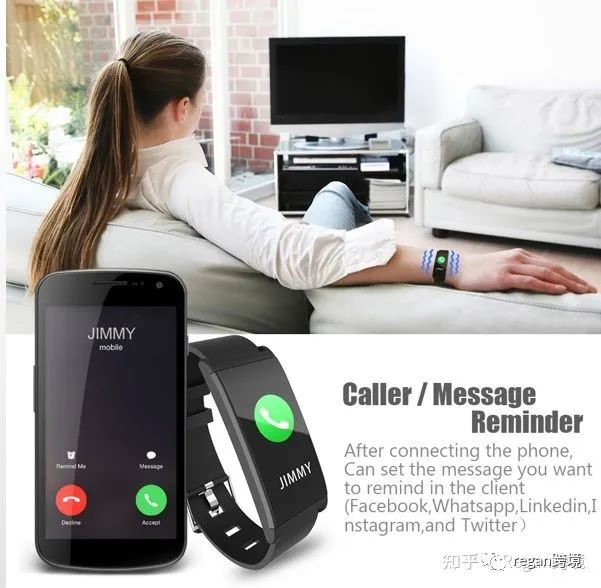 JIMMY
mobile
Remind Me
Message
Decline
Accept
JIMMY
Caller / Message
Reminder
After connecting the phone,
Can set the message you want
to remind in the client
(Facebook,Whatsapp,Linkedin,I
nstagram,and Twitter）
知乎
regan跨境